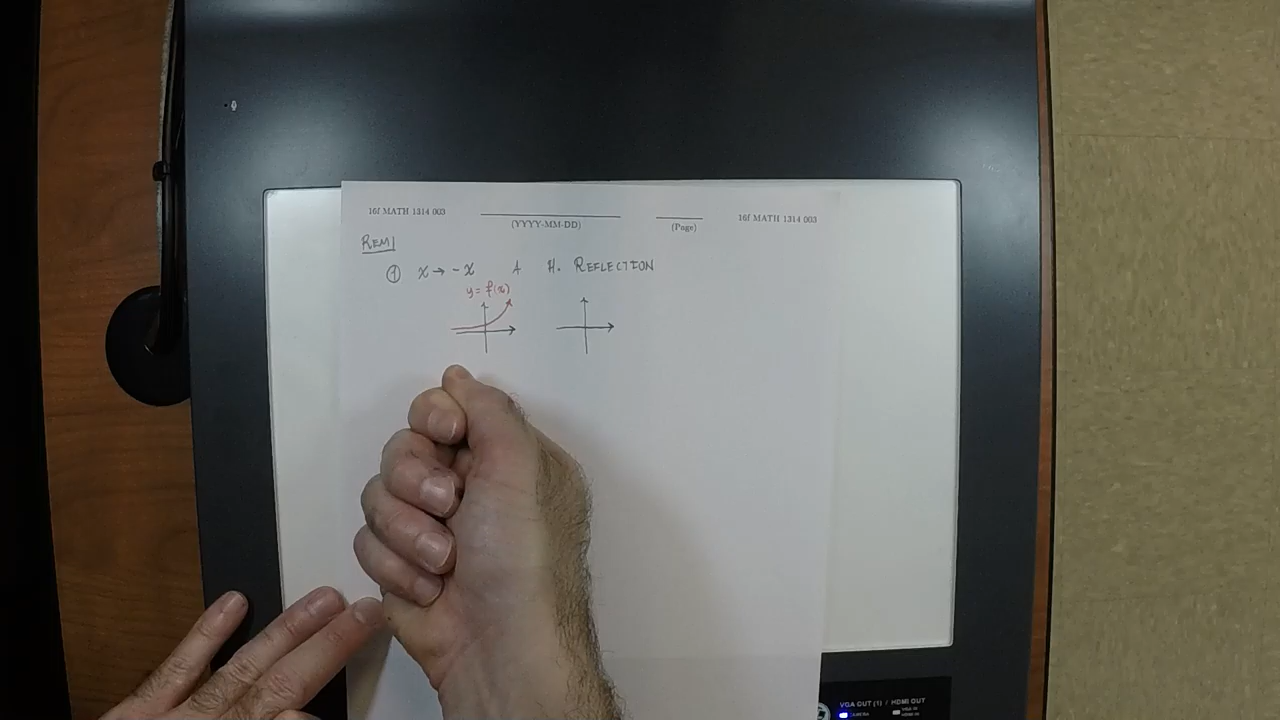 16f MATH 1314 003
(YYYY-MM-DD)
(Page)
16f MATH 1314 003
REM
① x → -x A H. REFLECTION
y = f(x)
VGA OUT (1) / HDMI OUT